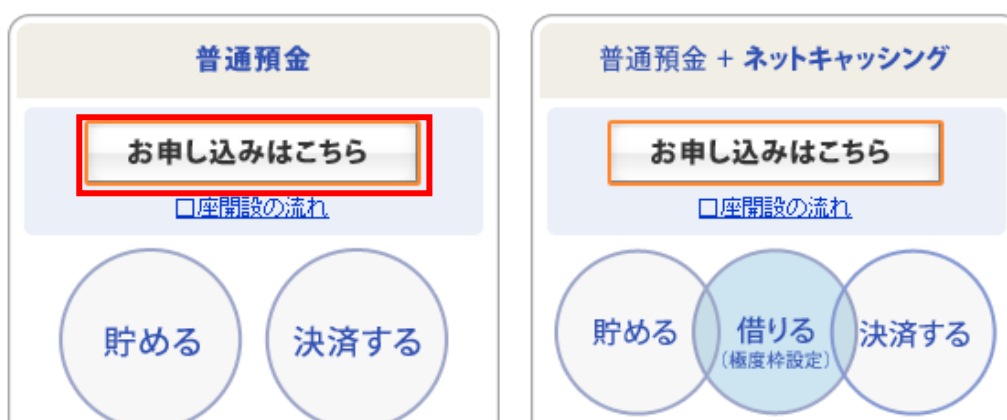 普通預金
お申し込みはこちら
口座開設の流れ
貯める
決済する
普通預金 + ネットキャッシング
お申し込みはこちら
口座開設の流れ
貯める
借りる
(極度枠設定)
決済する